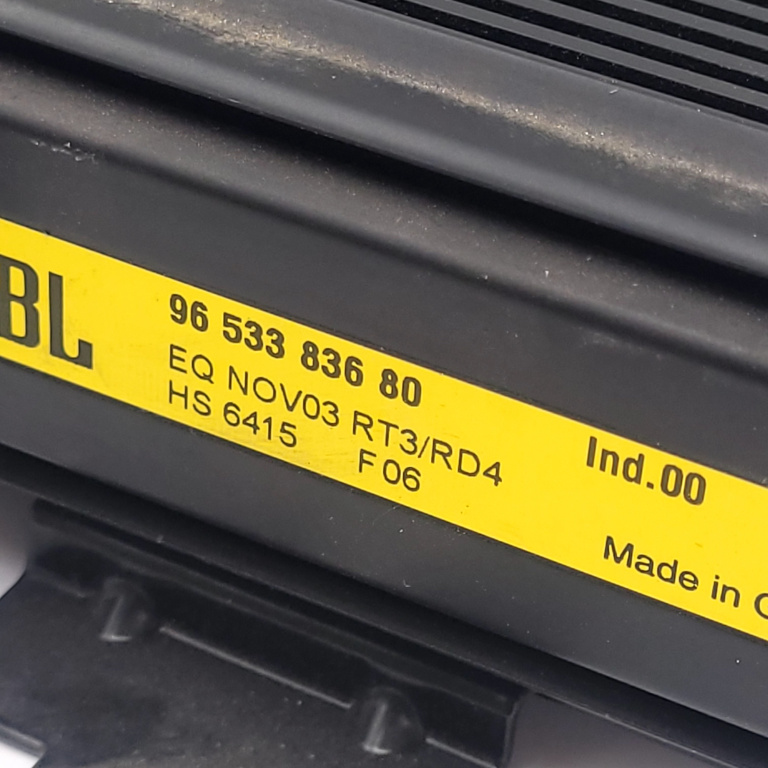 BL
96 533 836 80
EQ NOV03 RT3/RD4
HS 6415 F 06
Ind.00
Made in